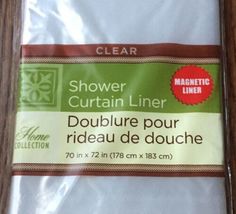 CLEAR
MAGNETIC
LINER
Shower
Curtain Liner
Doublure pour
rideau de douche
70 in x 72 in (178 cm x 183 cm)
Home
COLLECTION